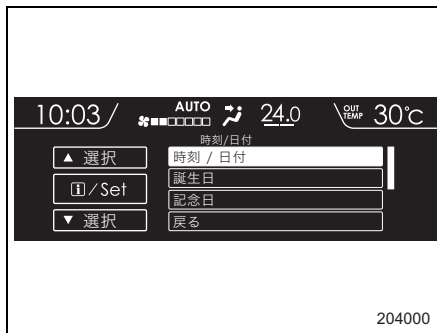 10:03 AUTO 24.0 OUT TEMP 30℃
時刻/日付
▲ 選択
時刻 / 日付
誕生日
i/Set
記念日
▼ 選択
戻る
204000